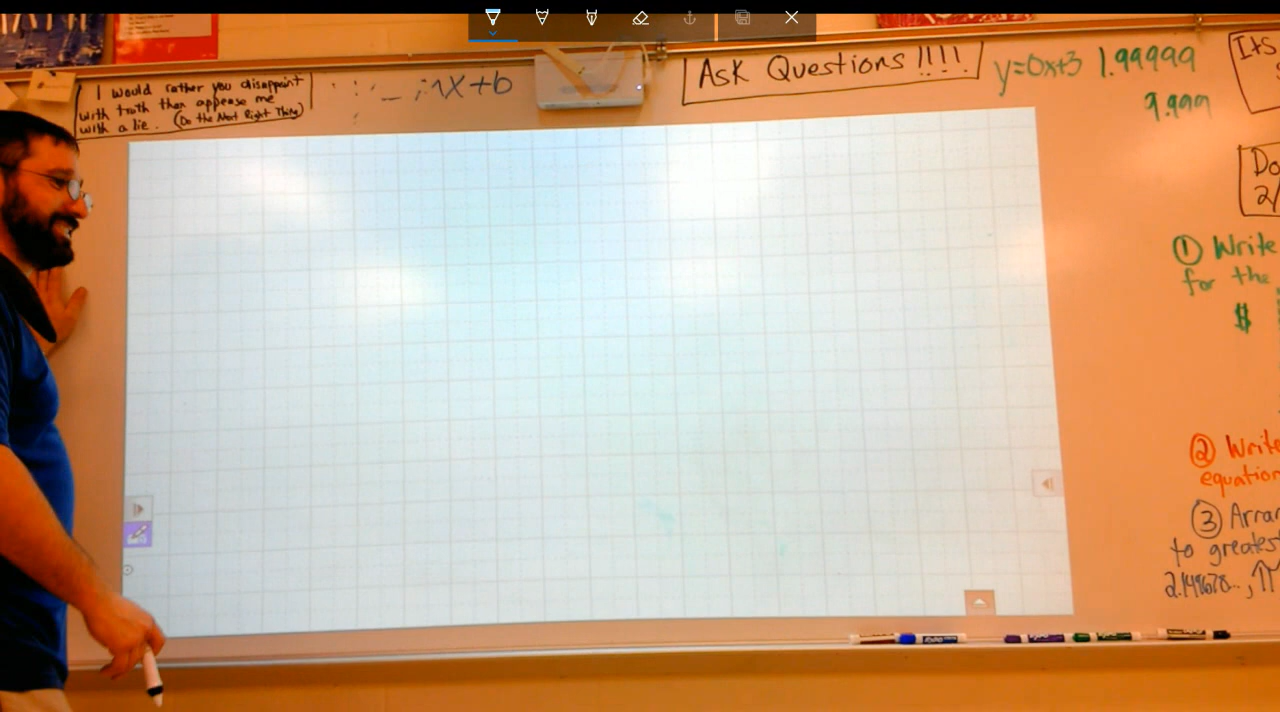 I would rather you disappoint
with truth than appease me
with a lie. (Do the Next Right Thing)
mx+b
ASK QUESTIONS !!!!
y=0x+3
1.99999
9.999
Its
Do
2/
① Write
for the
$
② Write
equation
③ Arran
to greatest
2.149678..., π